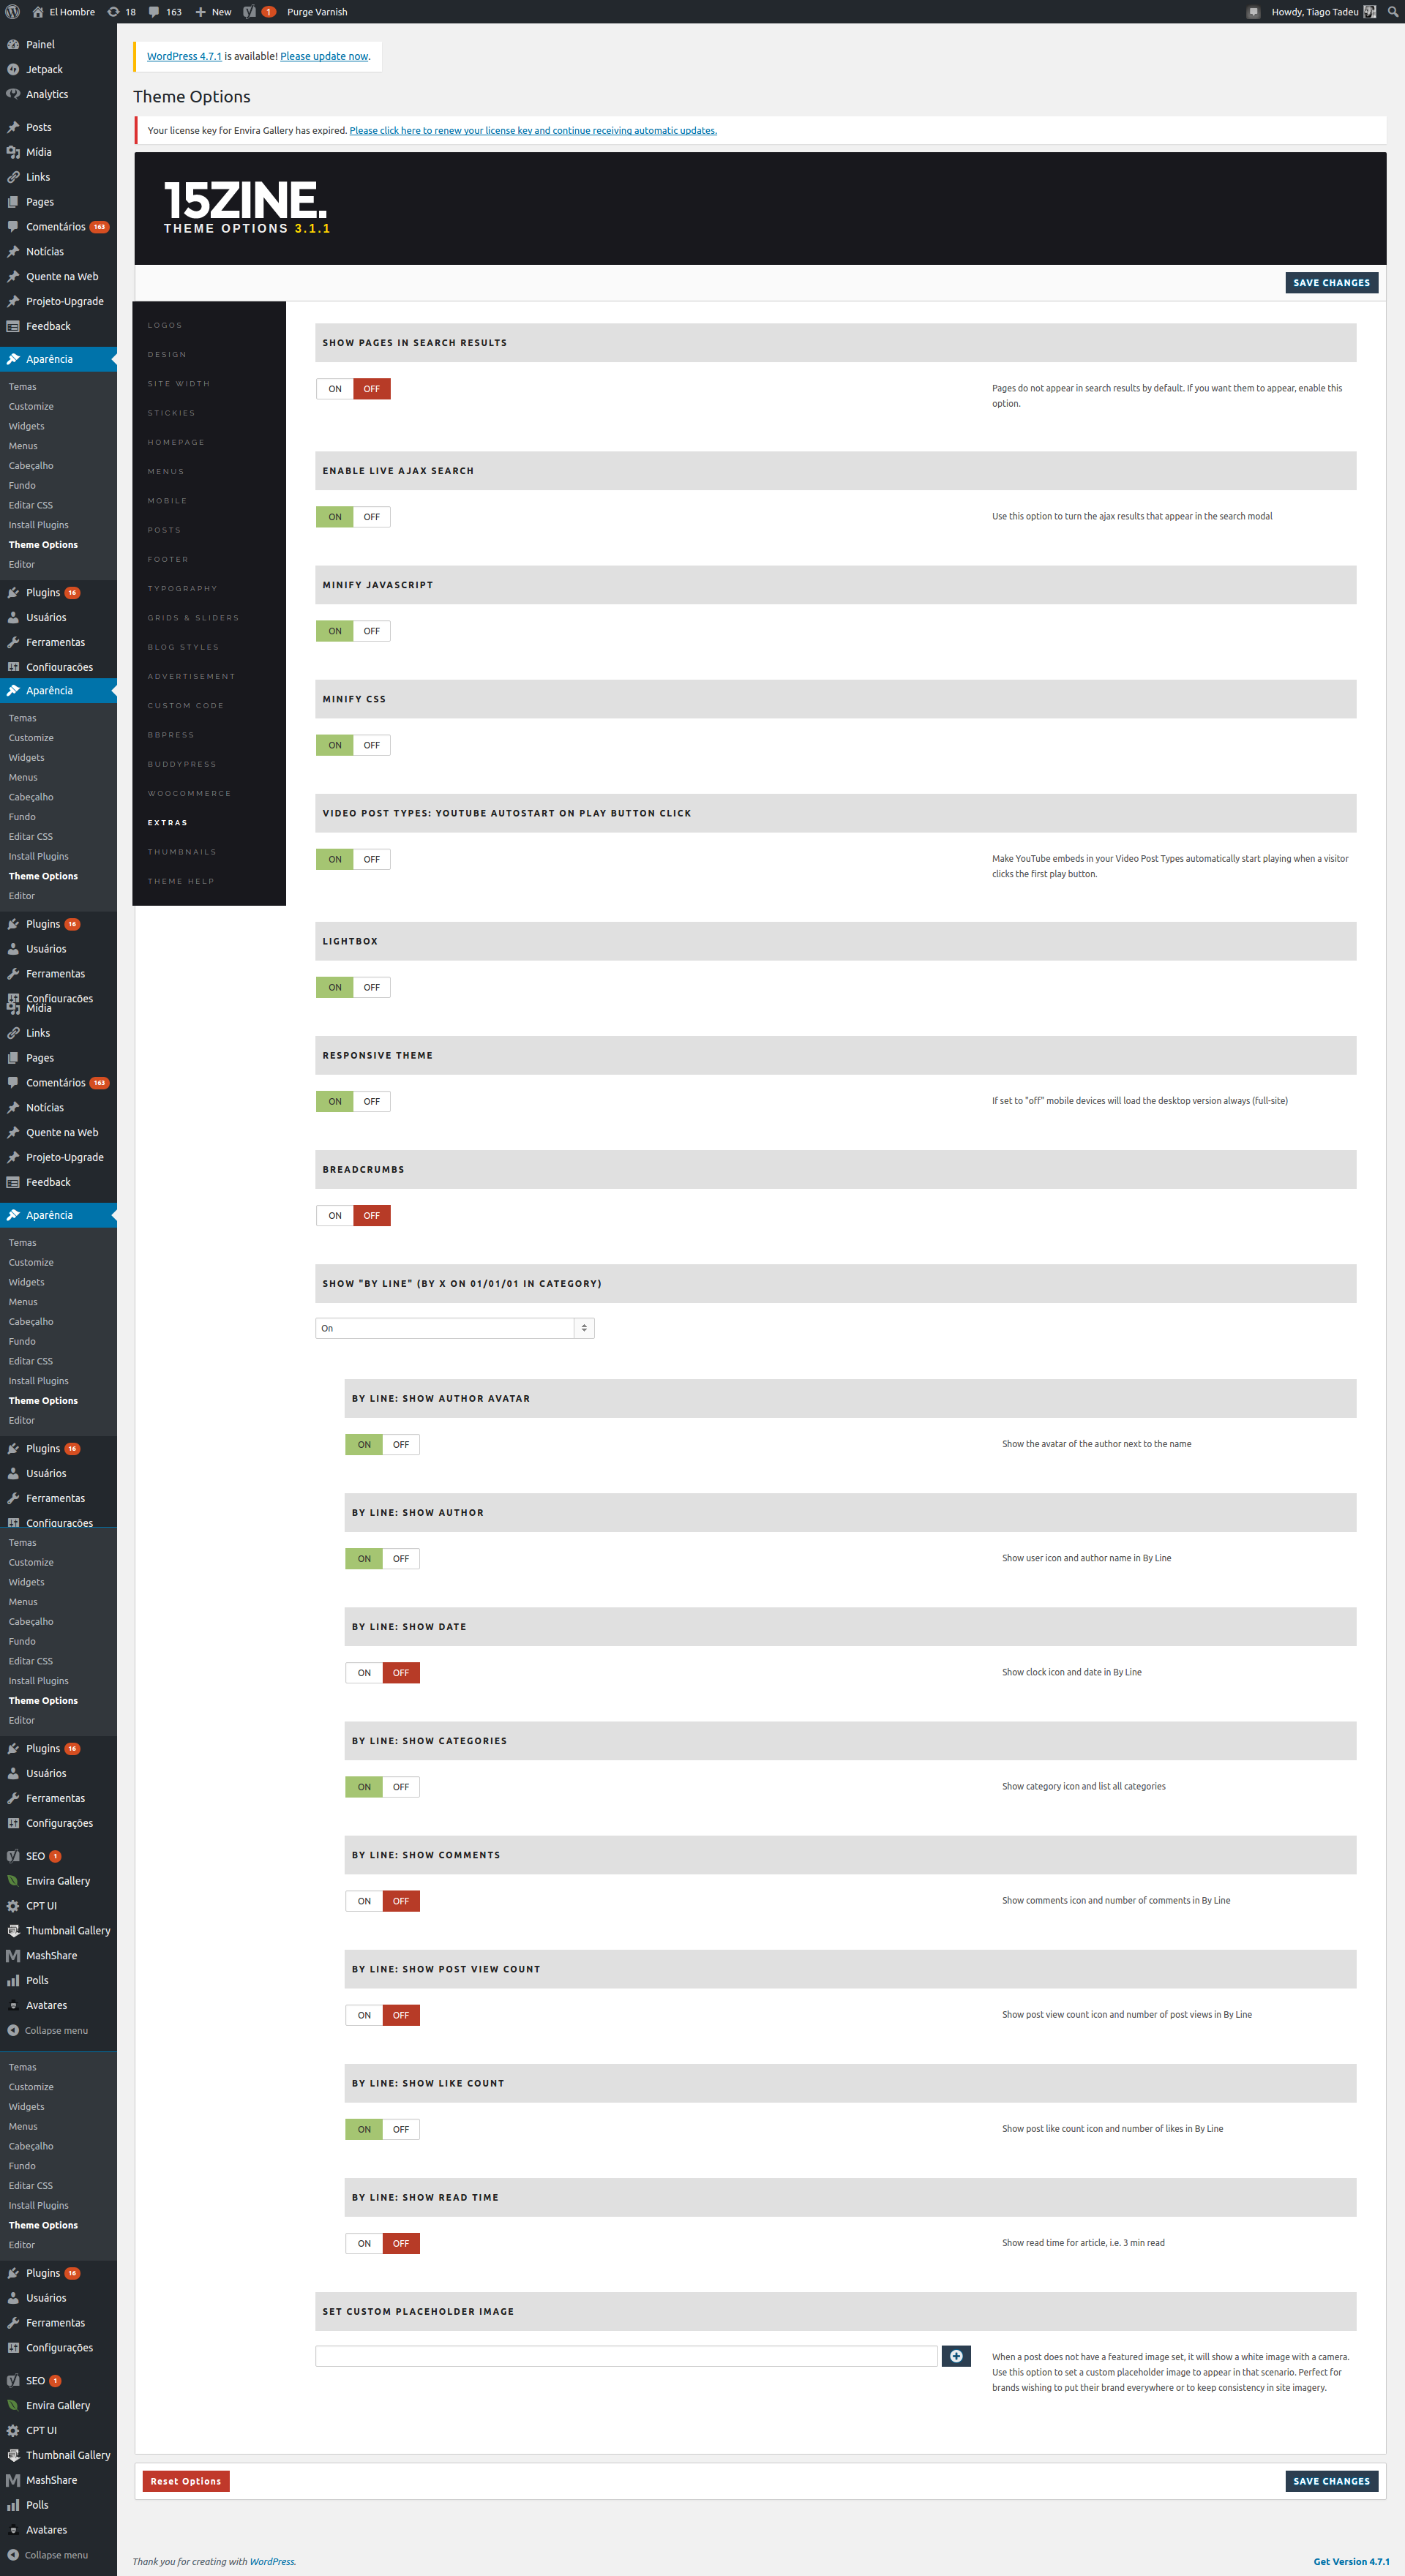 El Hombre 18 163 New 1 Purge Varnish Howdy, Tiago Tadeu
Painel
Jetpack
Analytics
Posts
Mídia
Links
Pages
Comentários 163
Notícias
Quente na Web
Projeto-Upgrade
Feedback
Aparência
Temas
Customize
Widgets
Menus
Cabeçalho
Fundo
Editar CSS
Install Plugins
Theme Options
Editor
Plugins 16
Usuários
Ferramentas
Configurações
Aparência
Temas
Customize
Widgets
Menus
Cabeçalho
Fundo
Editar CSS
Install Plugins
Theme Options
Editor
Plugins 16
Usuários
Ferramentas
Configurações
Mídia
Links
Pages
Comentários 163
Notícias
Quente na Web
Projeto-Upgrade
Feedback
Aparência
Temas
Customize
Widgets
Menus
Cabeçalho
Fundo
Editar CSS
Install Plugins
Theme Options
Editor
Plugins 16
Usuários
Ferramentas
Configurações
Temas
Customize
Widgets
Menus
Cabeçalho
Fundo
Editar CSS
Install Plugins
Theme Options
Editor
Plugins 16
Usuários
Ferramentas
Configurações
SEO 1
Envira Gallery
CPT UI
Thumbnail Gallery
MashShare
Polls
Avatares
Collapse menu
Temas
Customize
Widgets
Menus
Cabeçalho
Fundo
Editar CSS
Install Plugins
Theme Options
Editor
Plugins 16
Usuários
Ferramentas
Configurações
SEO 1
Envira Gallery
CPT UI
Thumbnail Gallery
MashShare
Polls
Avatares
Collapse menu
WordPress 4.7.1 is available! Please update now.
Theme Options
Your license key for Envira Gallery has expired. Please click here to renew your license key and continue receiving automatic updates.
15ZINE.
THEME OPTIONS 3.1.1
SAVE CHANGES
LOGOS
DESIGN
SITE WIDTH
STICKIES
HOMEPAGE
MENUS
MOBILE
POSTS
FOOTER
TYPOGRAPHY
GRIDS & SLIDERS
BLOG STYLES
ADVERTISEMENT
CUSTOM CODE
BBPRESS
BUDDYPRESS
WOOCOMMERCE
EXTRAS
THUMBNAILS
THEME HELP
SHOW PAGES IN SEARCH RESULTS
ON OFF
Pages do not appear in search results by default. If you want them to appear, enable this
option.
ENABLE LIVE AJAX SEARCH
ON OFF
Use this option to turn the ajax results that appear in the search modal
MINIFY JAVASCRIPT
ON OFF
MINIFY CSS
ON OFF
VIDEO POST TYPES: YOUTUBE AUTOSTART ON PLAY BUTTON CLICK
ON OFF
Make YouTube embeds in your Video Post Types automatically start playing when a visitor
clicks the first play button.
LIGHTBOX
ON OFF
RESPONSIVE THEME
ON OFF
If set to "off" mobile devices will load the desktop version always (full-site)
BREADCRUMBS
ON OFF
SHOW "BY LINE" (BY X ON 01/01/01 IN CATEGORY)
On
BY LINE: SHOW AUTHOR AVATAR
ON OFF
Show the avatar of the author next to the name
BY LINE: SHOW AUTHOR
ON OFF
Show user icon and author name in By Line
BY LINE: SHOW DATE
ON OFF
Show clock icon and date in By Line
BY LINE: SHOW CATEGORIES
ON OFF
Show category icon and list all categories
BY LINE: SHOW COMMENTS
ON OFF
Show comments icon and number of comments in By Line
BY LINE: SHOW POST VIEW COUNT
ON OFF
Show post view count icon and number of post views in By Line
BY LINE: SHOW LIKE COUNT
ON OFF
Show post like count icon and number of likes in By Line
BY LINE: SHOW READ TIME
ON OFF
Show read time for article, i.e. 3 min read
SET CUSTOM PLACEHOLDER IMAGE
When a post does not have a featured image set, it will show a white image with a camera.
Use this option to set a custom placeholder image to appear in that scenario. Perfect for
brands wishing to put their brand everywhere or to keep consistency in site imagery.
Reset Options
SAVE CHANGES
Thank you for creating with WordPress.
Get Version 4.7.1